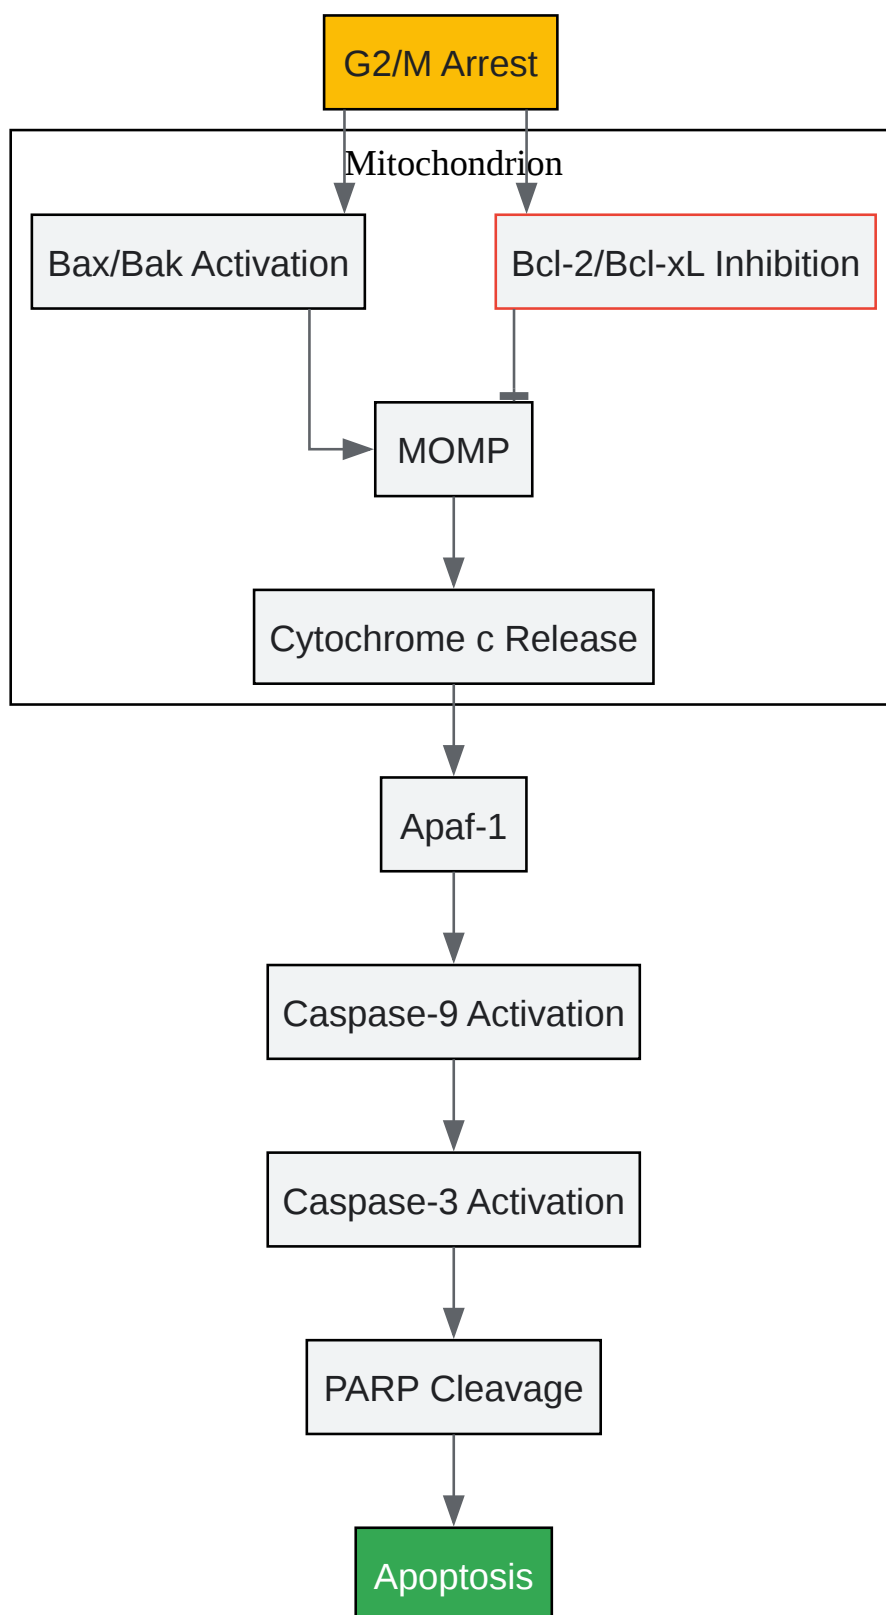 G2/M Arrest
Mitochondrion
Bax/Bak Activation
Bcl-2/Bcl-xL Inhibition
MOMP
Cytochrome c Release
Apaf-1
Caspase-9 Activation
Caspase-3 Activation
PARP Cleavage
Apoptosis